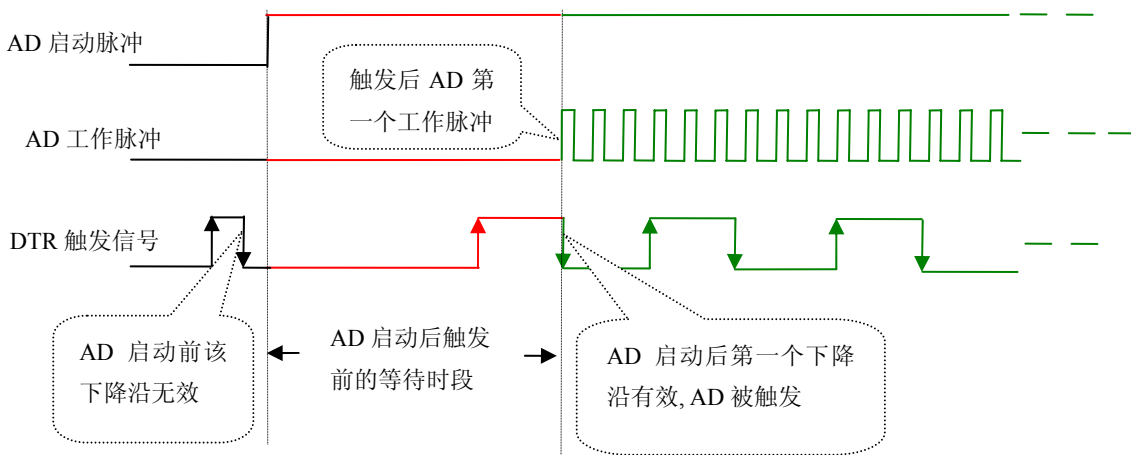 AD 启动脉冲
触发后 AD 第
一个工作脉冲
AD 工作脉冲
DTR 触发信号
AD 启动前该
下降沿无效
AD 启动后触发
前的等待时段
AD 启动后第一个下降
沿有效, AD 被触发